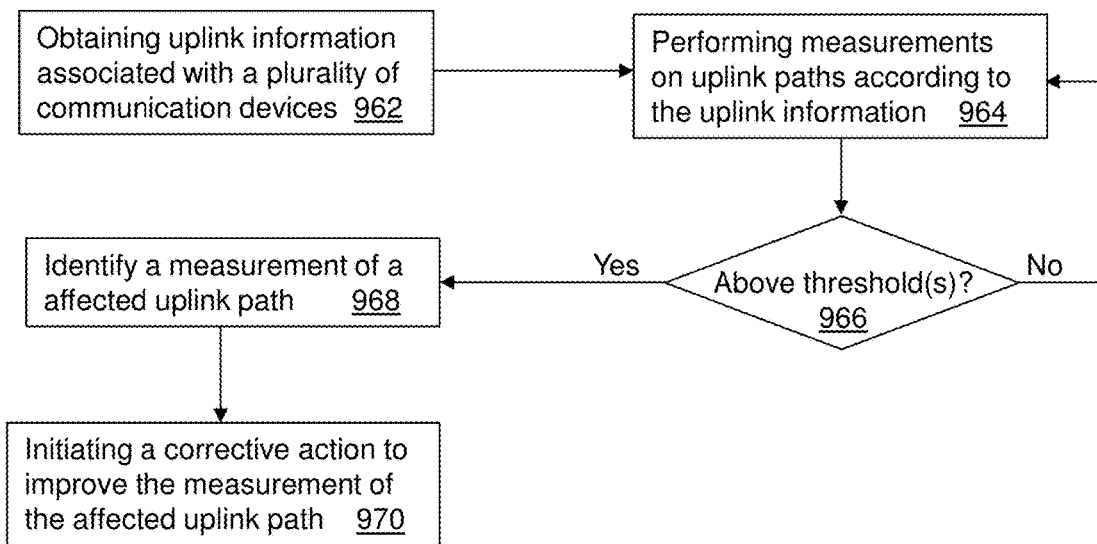 Obtaining uplink information
associated with a plurality of
communication devices 962
Performing measurements
on uplink paths according to
the uplink information 964
Above threshold(s)?
966
Yes
No
Identify a measurement of a
affected uplink path 968
Initiating a corrective action to
improve the measurement of
the affected uplink path 970